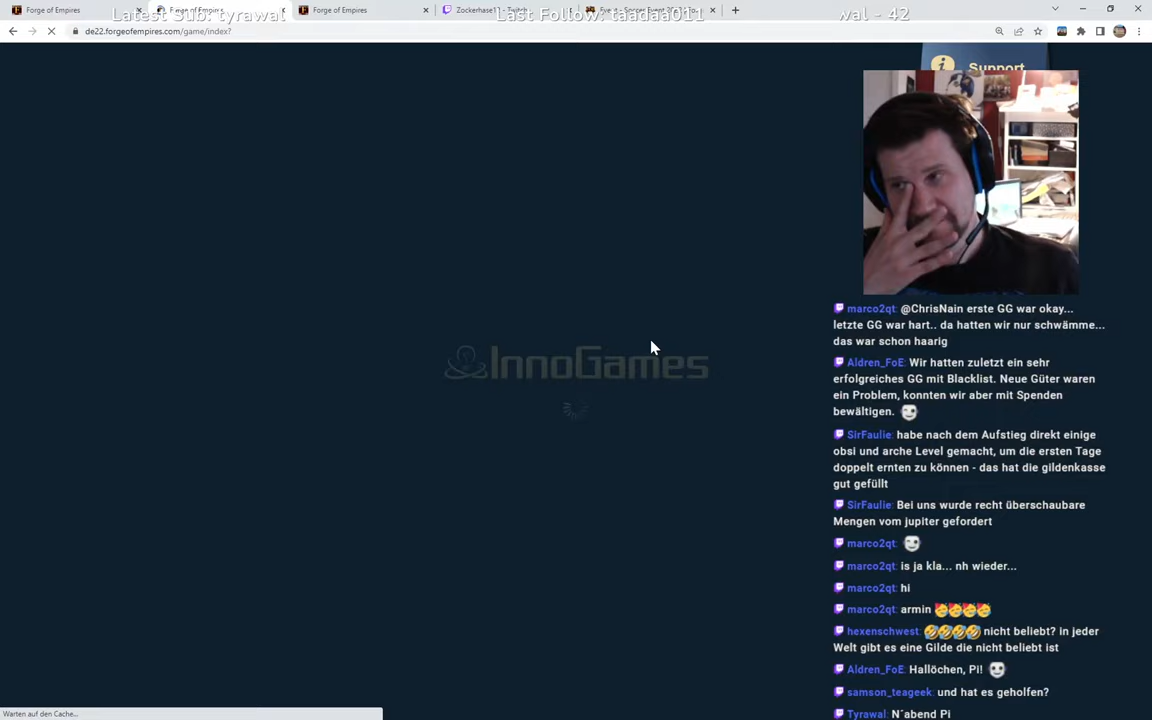 Forge of Empires
Forge of Empires
Forge of Empires
Latest Sub: tyrawal
Last Follow: taadaa011
wal - 42
de22.forgeofempires.com/game/index?
Support
InnoGames
marco2qt: @ChrisNain erste GG war okay...
letzte GG war hart.. da hatten wir nur schwämme...
das war schon haarig
Aldren_FoE: Wir hatten zuletzt ein sehr
erfolgreiches GG mit Blacklist. Neue Güter waren
ein Problem, konnten wir aber mit Spenden
bewältigen.
SirFaulie: habe nach dem Aufstieg direkt einige
obsi und arche Level gemacht, um die ersten Tage
doppelt ernten zu können - das hat die gildenkasse
gut gefüllt
SirFaulie: Bei uns wurde recht überschaubare
Mengen vom jupiter gefordert
marco2qt:
marco2qt: is ja kla... nh wieder...
marco2qt: hi
marco2qt: armin
hexenschwest: nicht beliebt? in jeder
Welt gibt es eine Gilde die nicht beliebt ist
Aldren_FoE: Hallöchen, Pi!
samson_teageek: und hat es geholfen?
Tyrawal: N´abend Pi
Warten auf den Cache...